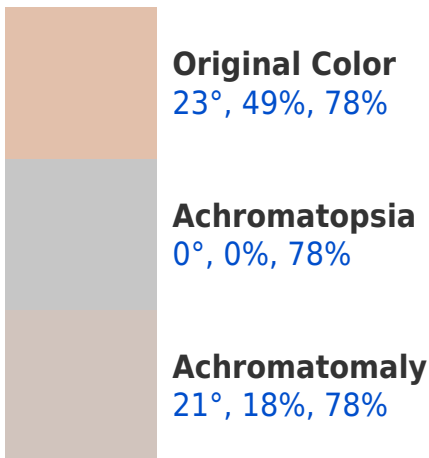 Original Color
23°, 49%, 78%
Achromatopsia
0°, 0%, 78%
Achromatomaly
21°, 18%, 78%